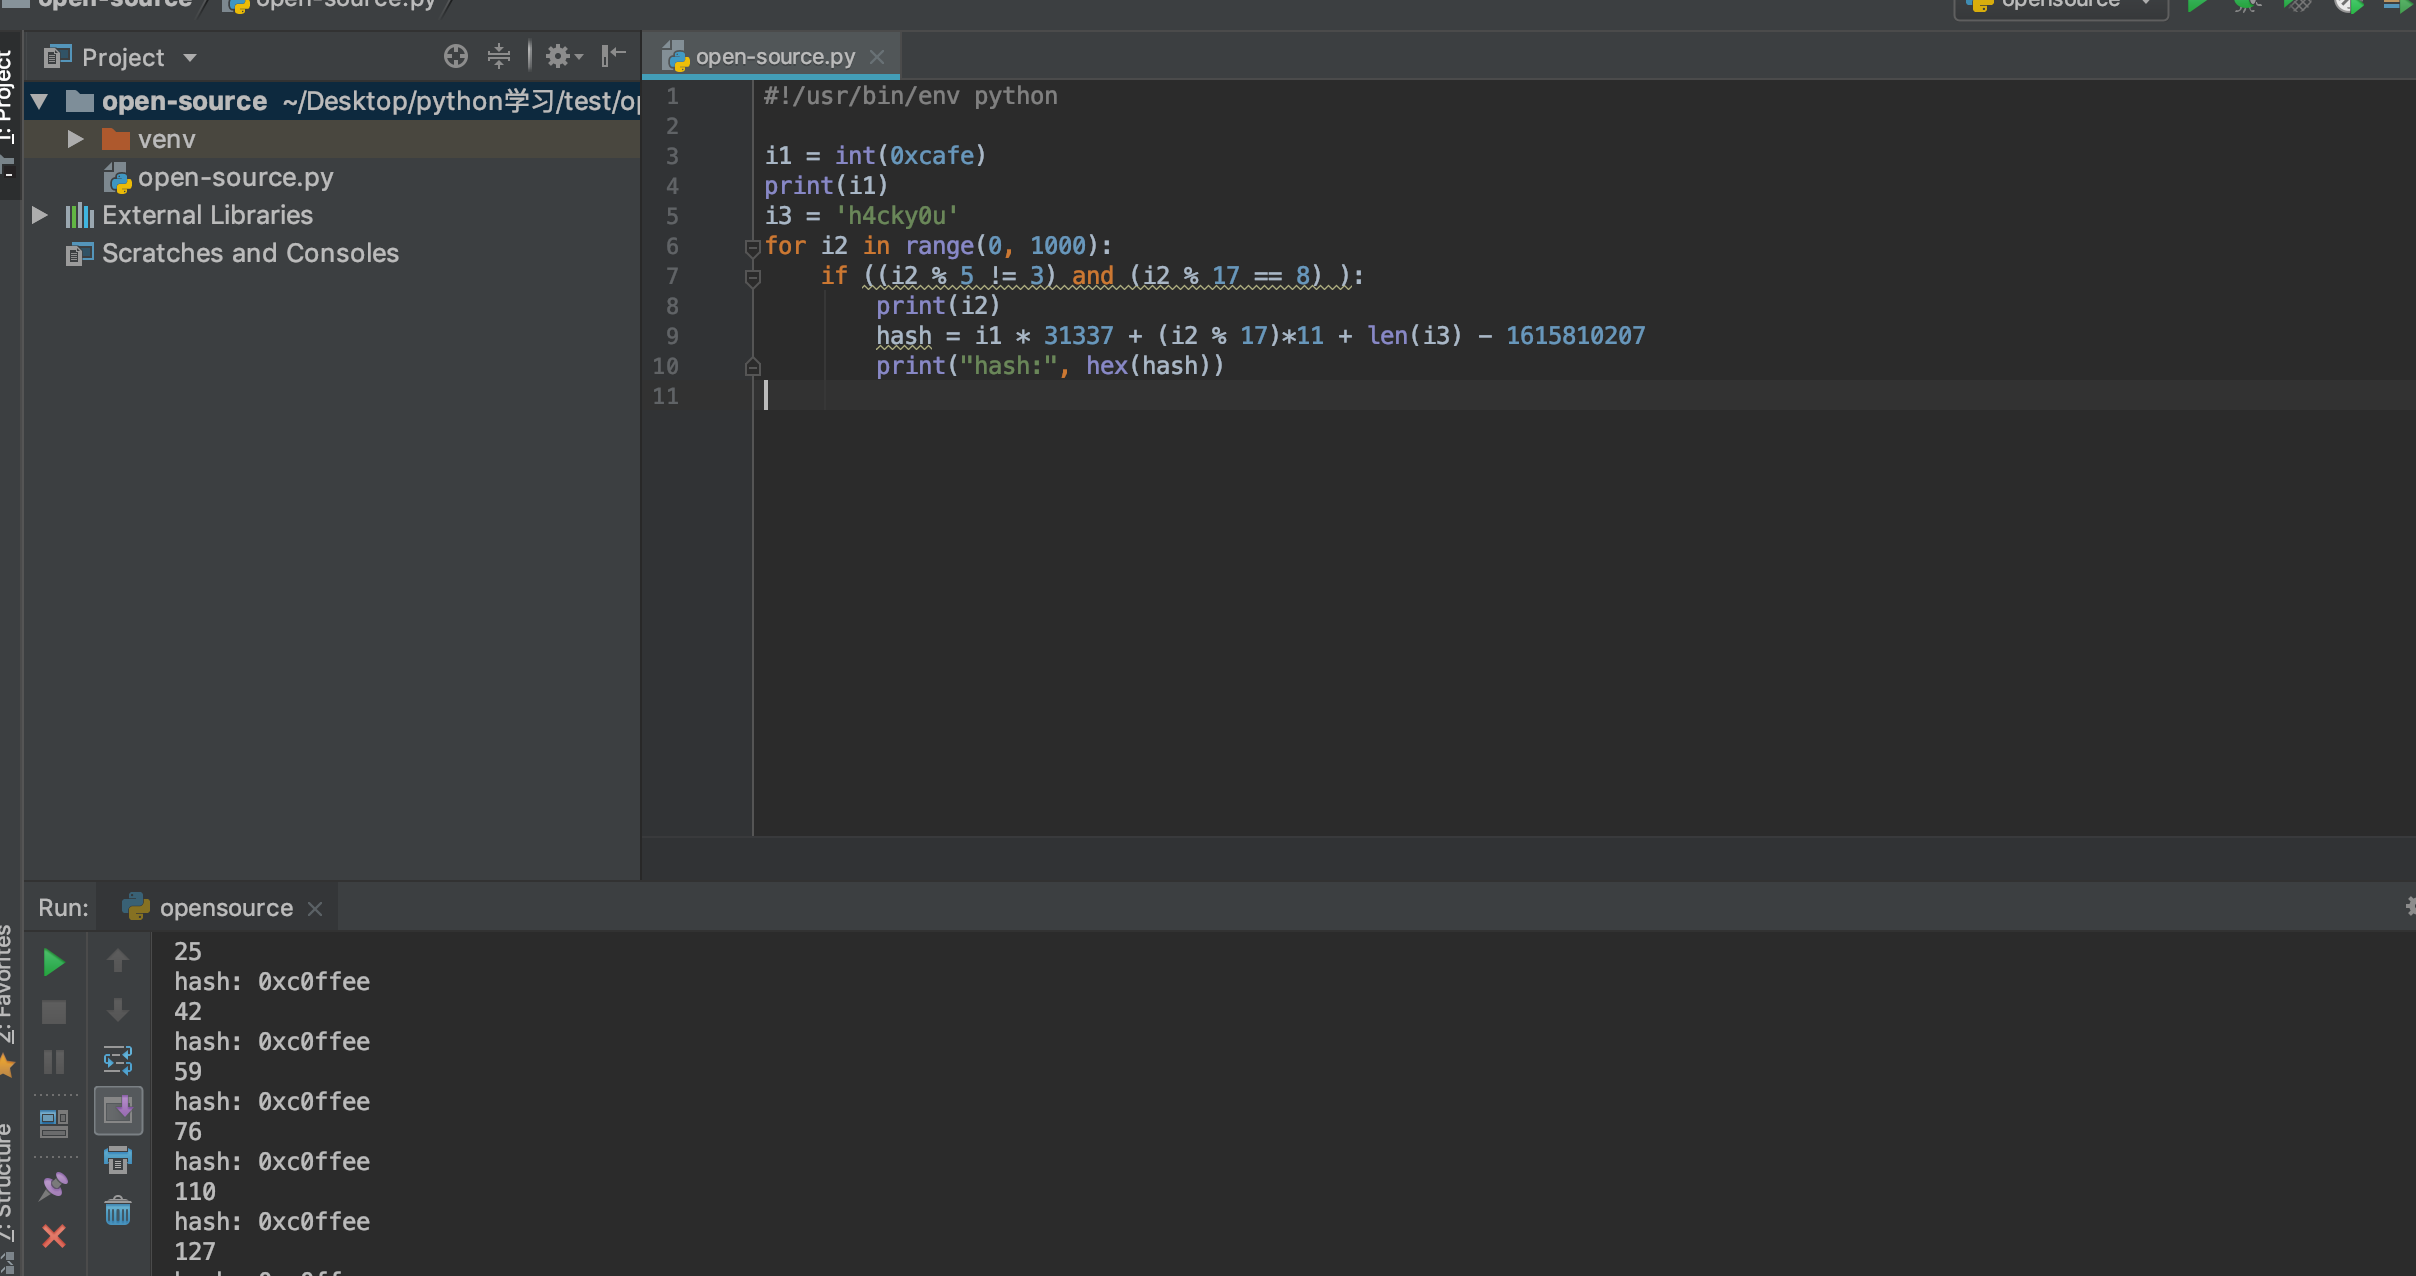 open-source open-source.py
opensource
1: Project
Project
open-source ~/Desktop/python学习/test/o
venv
open-source.py
External Libraries
Scratches and Consoles
open-source.py
1 #!/usr/bin/env python
2
3 i1 = int(0xcafe)
4 print(i1)
5 i3 = 'h4cky0u'
6 for i2 in range(0, 1000):
7 if ((i2 % 5 != 3) and (i2 % 17 == 8) ):
8 print(i2)
9 hash = i1 * 31337 + (i2 % 17)*11 + len(i3) - 1615810207
10 print("hash:", hex(hash))
11
2: Favorites
7: Structure
Run: opensource
25
hash: 0xc0ffee
42
hash: 0xc0ffee
59
hash: 0xc0ffee
76
hash: 0xc0ffee
110
hash: 0xc0ffee
127